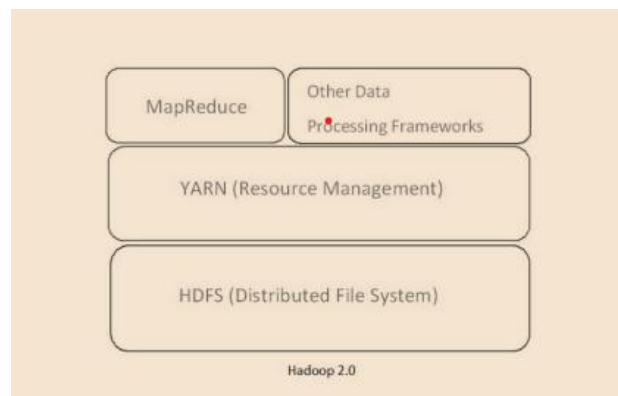 MapReduce
Other Data
Processing Frameworks
YARN (Resource Management)
HDFS (Distributed File System)
Hadoop 2.0